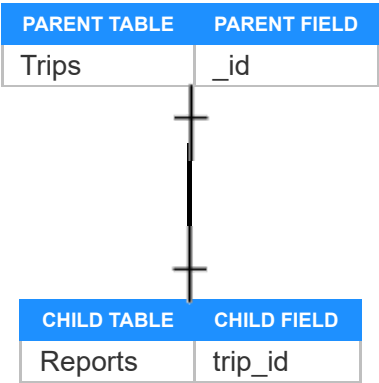 PARENT TABLE PARENT FIELD
Trips _id
CHILD TABLE CHILD FIELD
Reports trip_id